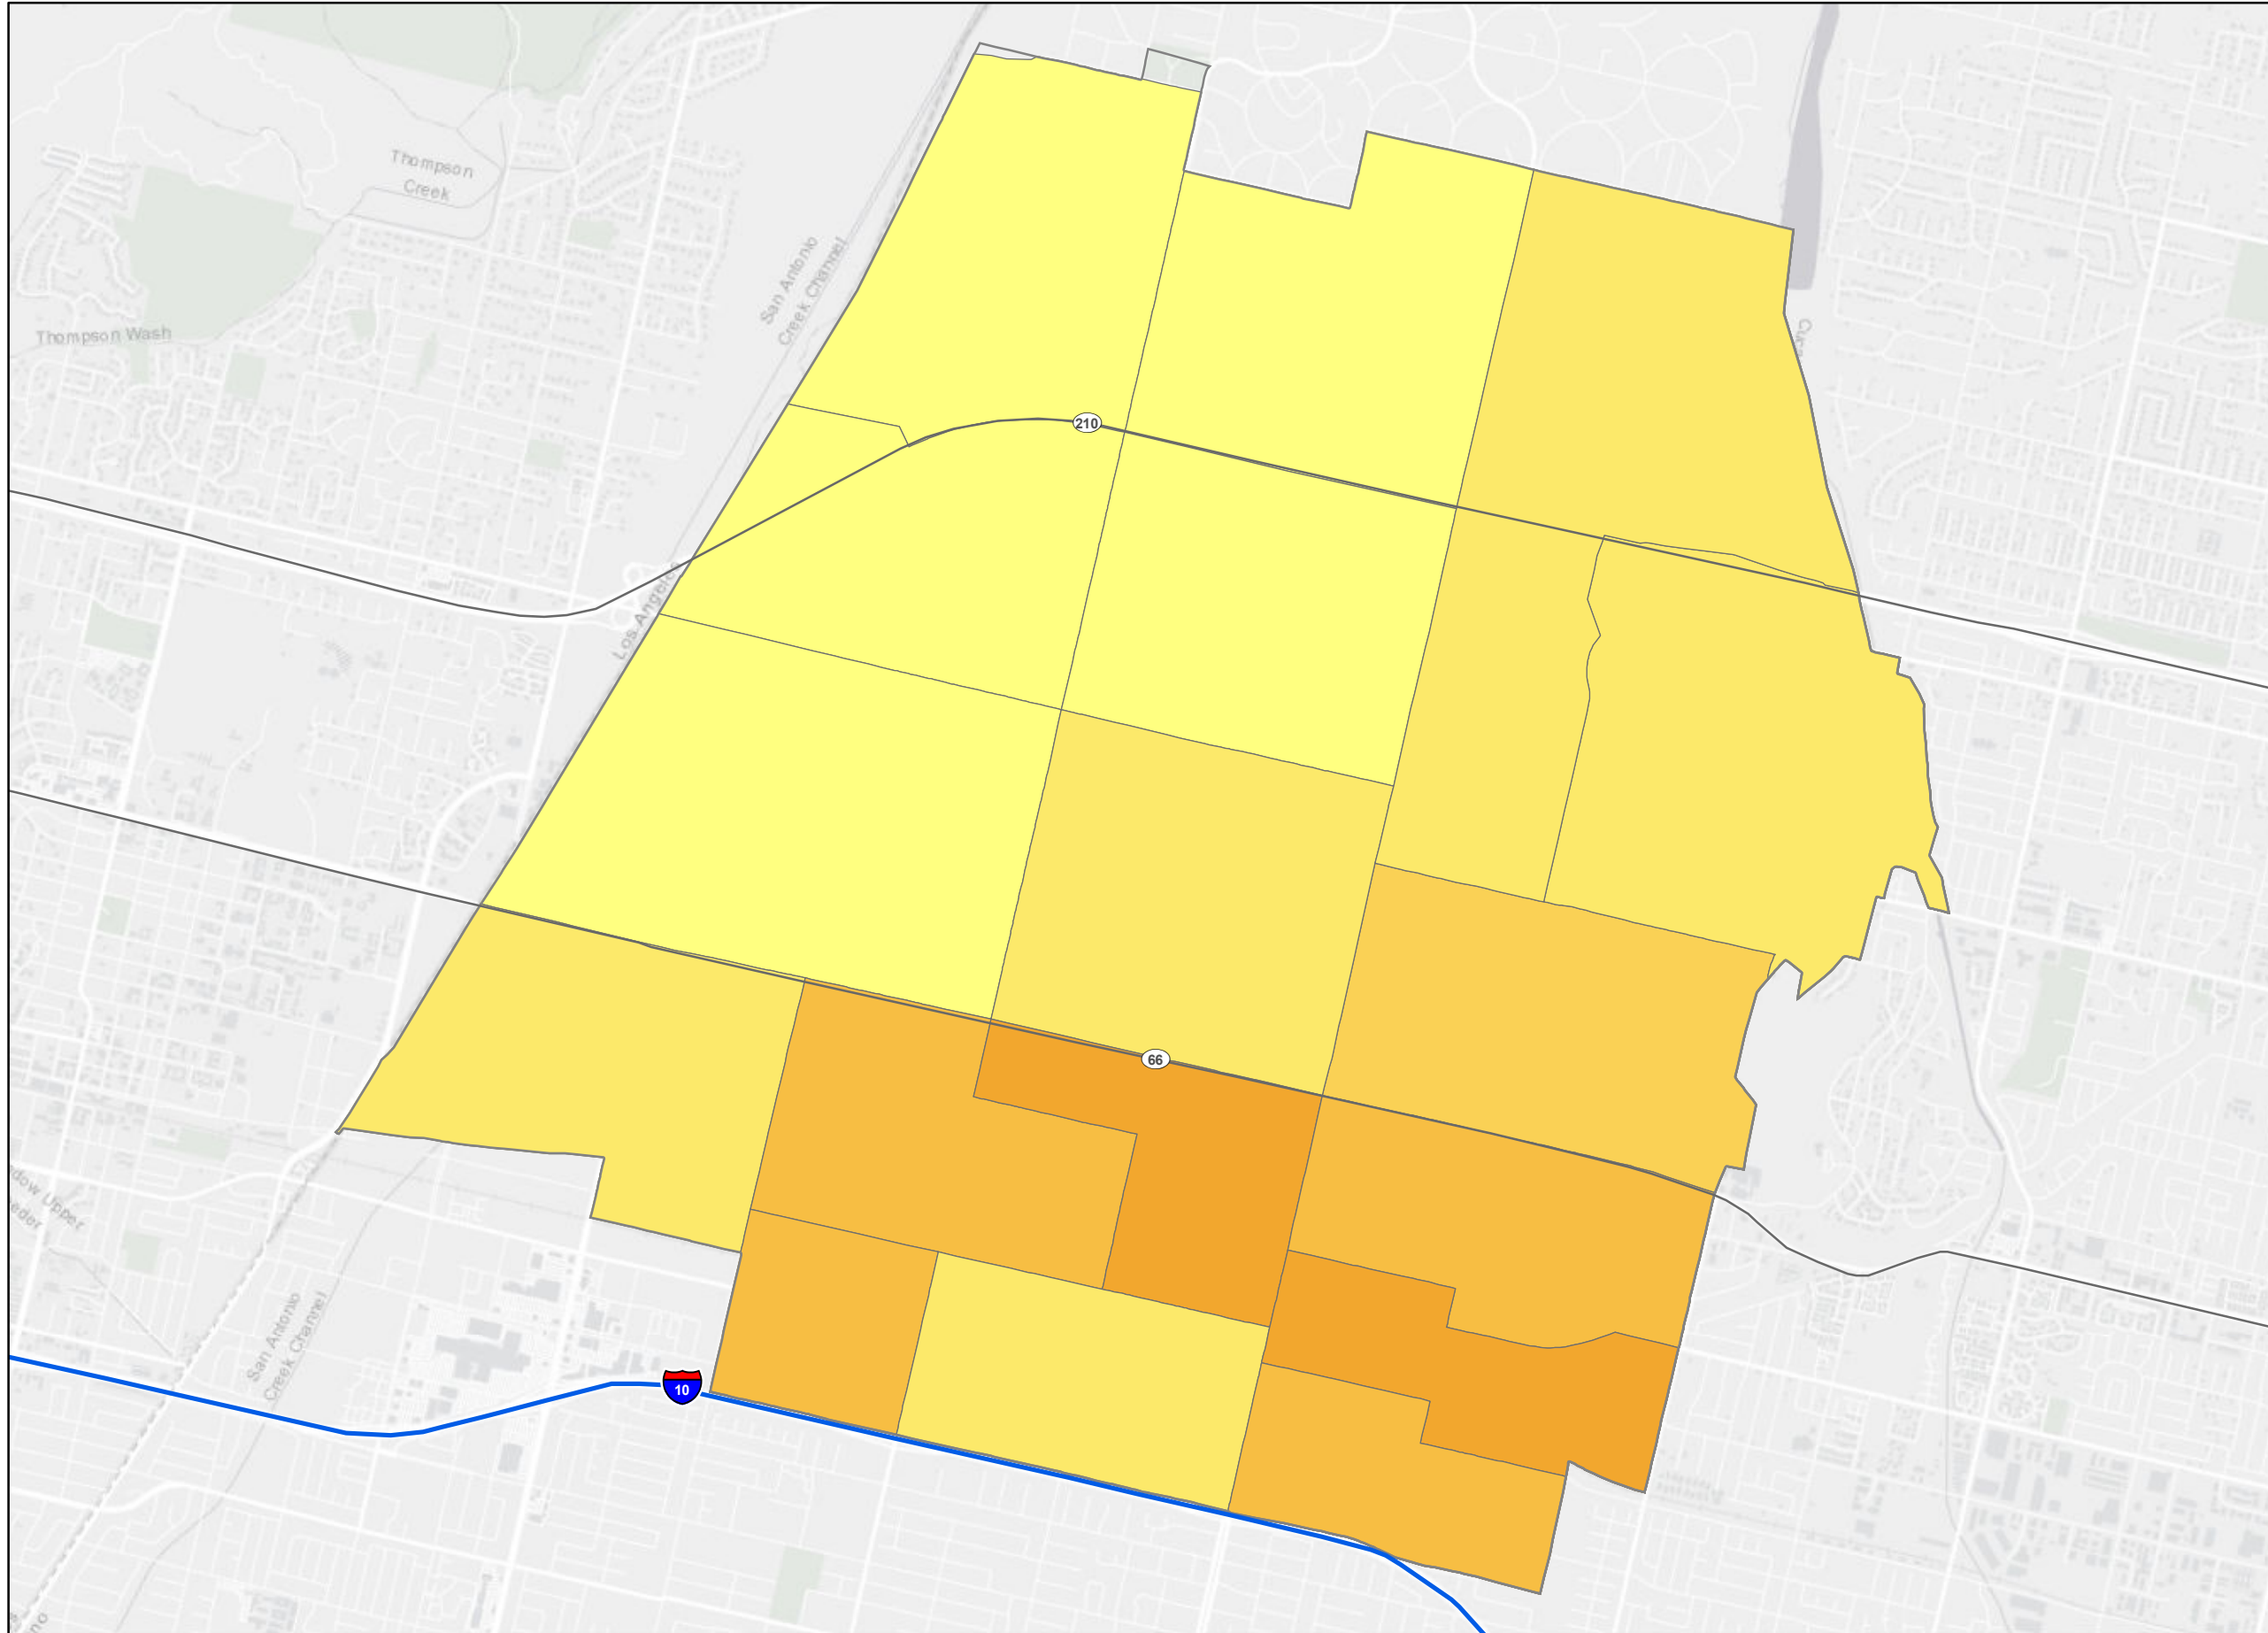 Thompson
Creek
San Antonio
Creek Channel
Thompson Wash
210
Los Angeles
66
San Antonio
Creek Channel
10